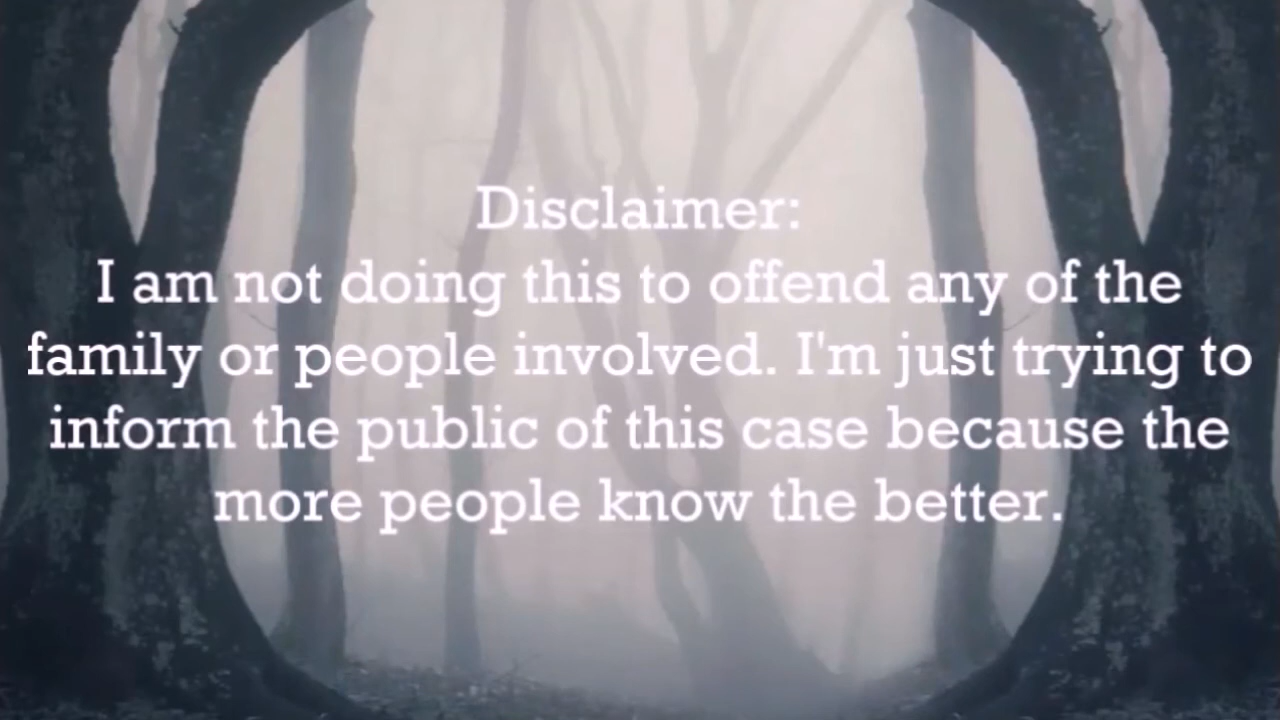 Disclaimer:
I am not doing this to offend any of the
family or people involved. I'm just trying to
inform the public of this case because the
more people know the better.